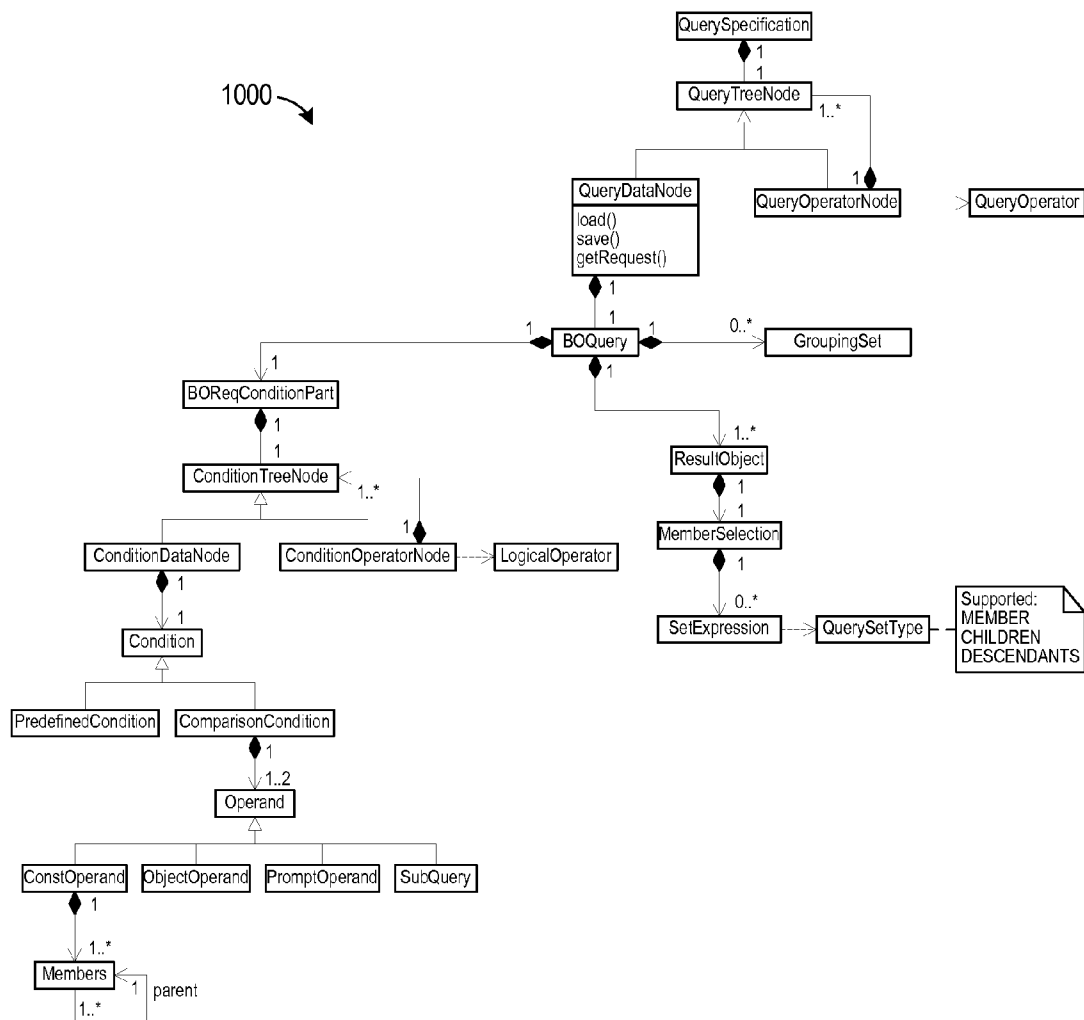 QuerySpecification
1
1
1000
QueryTreeNode
1..*
1
QueryDataNode
QueryOperatorNode
QueryOperator
load()
save()
getRequest()
1
1
1
BOQuery
1
0..*
GroupingSet
1
1
BOReqConditionPart
1
1
1..*
ResultObject
ConditionTreeNode
1..*
1
1
1
MemberSelection
ConditionDataNode
ConditionOperatorNode
LogicalOperator
1
1
1
0..*
Supported:
MEMBER
CHILDREN
DESCENDANTS
Condition
SetExpression
QuerySetType
PredefinedCondition
ComparisonCondition
1
1..2
Operand
ConstOperand
ObjectOperand
PromptOperand
SubQuery
1
1..*
Members
1
parent
1..*